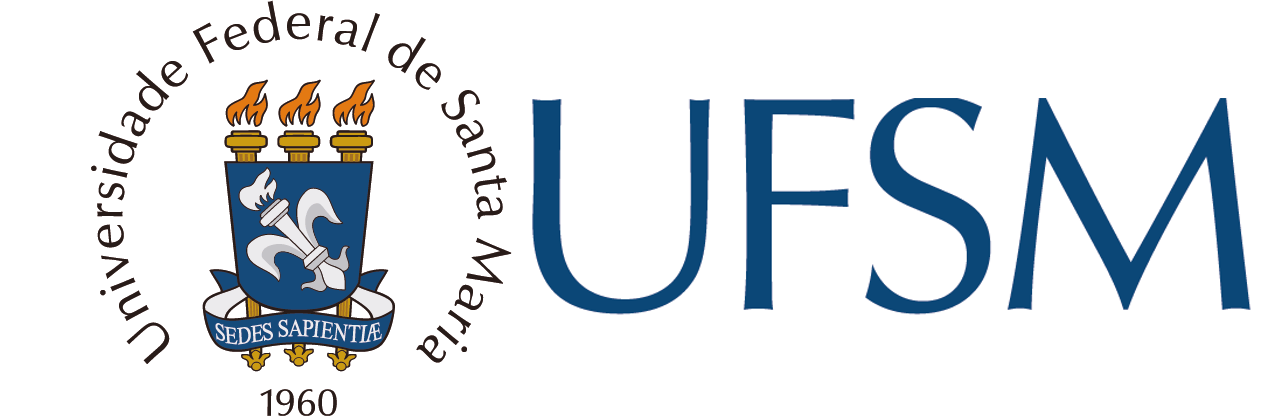 Universidade Federal de Santa Maria
SEDES SAPIENTIÆ
1960
UFSM